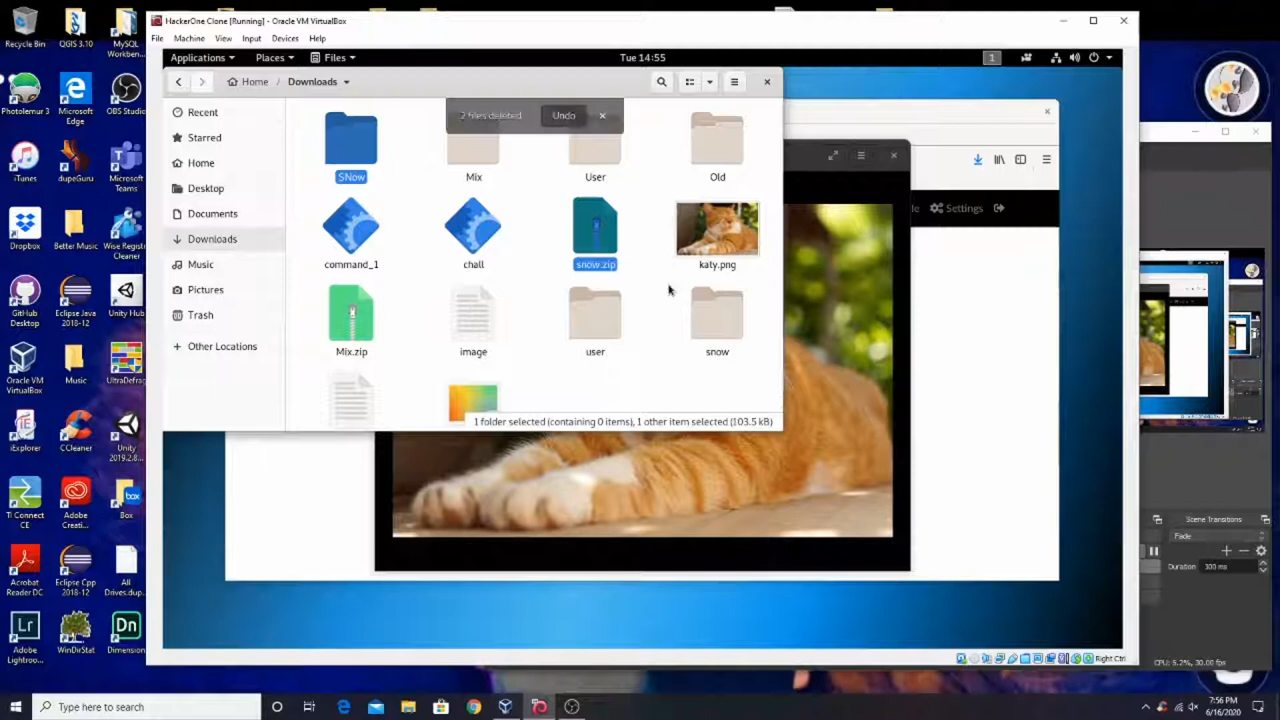 HackerOne Clone [Running] - Oracle VM VirtualBox
File Machine View Input Devices Help
Applications Places Files Tue 14:55 1
Home / Downloads
2 files deleted Undo
Recent
Starred
Home
Desktop
Documents
Downloads
Music
Pictures
Trash
Other Locations
SNow Mix User Old
command_1 chall snow.zip katy.png
Mix.zip image user snow
1 folder selected (containing 0 items), 1 other item selected (103.5 kB)
Settings
Right Ctrl
Recycle Bin
QGIS 3.10
MySQL Workben...
Photolemur 3
Microsoft Edge
OBS Studio
iTunes
dupeGuru
Microsoft Teams
Dropbox
Better Music
Wise Registry Cleaner
GitHub Desktop
Eclipse Java 2018-12
Unity Hub
Oracle VM VirtualBox
Music
UltraDefrag
iExplorer
CCleaner
Unity 2019.2.8...
TI Connect CE
Adobe Creati...
Box
Acrobat Reader DC
Eclipse Cpp 2018-12
All Drives.dup...
Adobe Lightroo...
WinDirStat
Dimension
Scene Transitions
Fade
Duration 300 ms
CPU: 5.2%, 30.00 fps
Type here to search
7:56 PM
6/16/2020